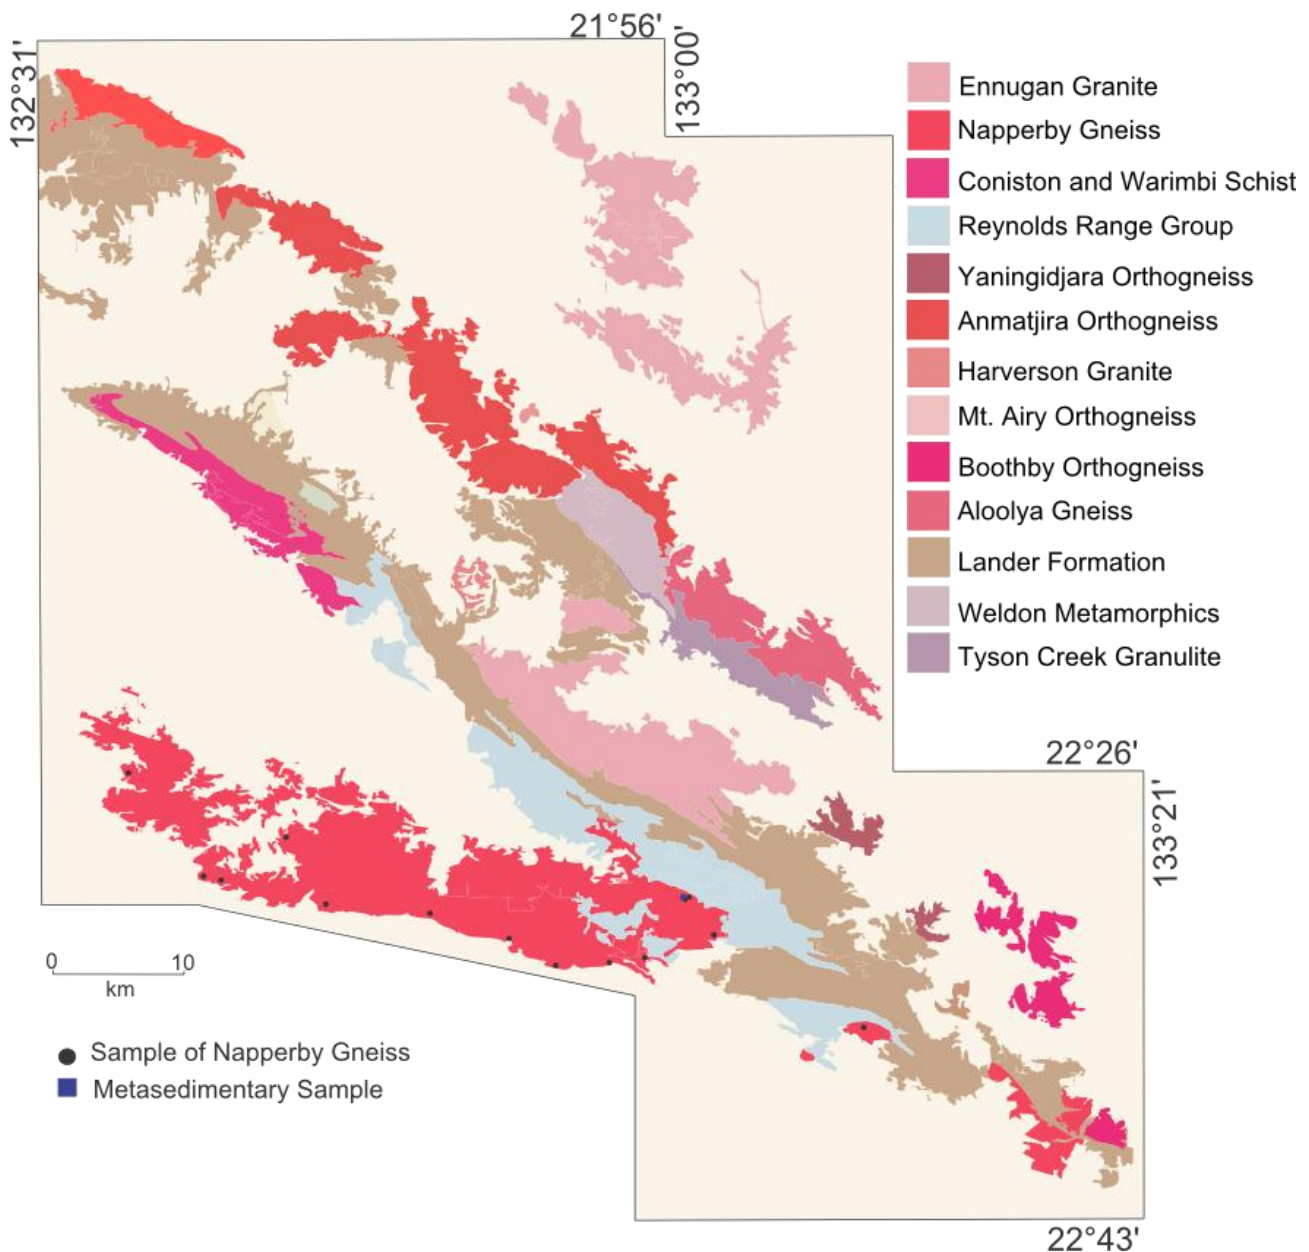 21°56'
132°31'
133°00'
Ennugan Granite
Napperby Gneiss
Coniston and Warimbi Schist
Reynolds Range Group
Yaningidjara Orthogneiss
Anmatjira Orthogneiss
Harverson Granite
Mt. Airy Orthogneiss
Boothby Orthogneiss
Aloolya Gneiss
Lander Formation
Weldon Metamorphics
Tyson Creek Granulite
22°26'
133°21'
0 10
km
Sample of Napperby Gneiss
Metasedimentary Sample
22°43'